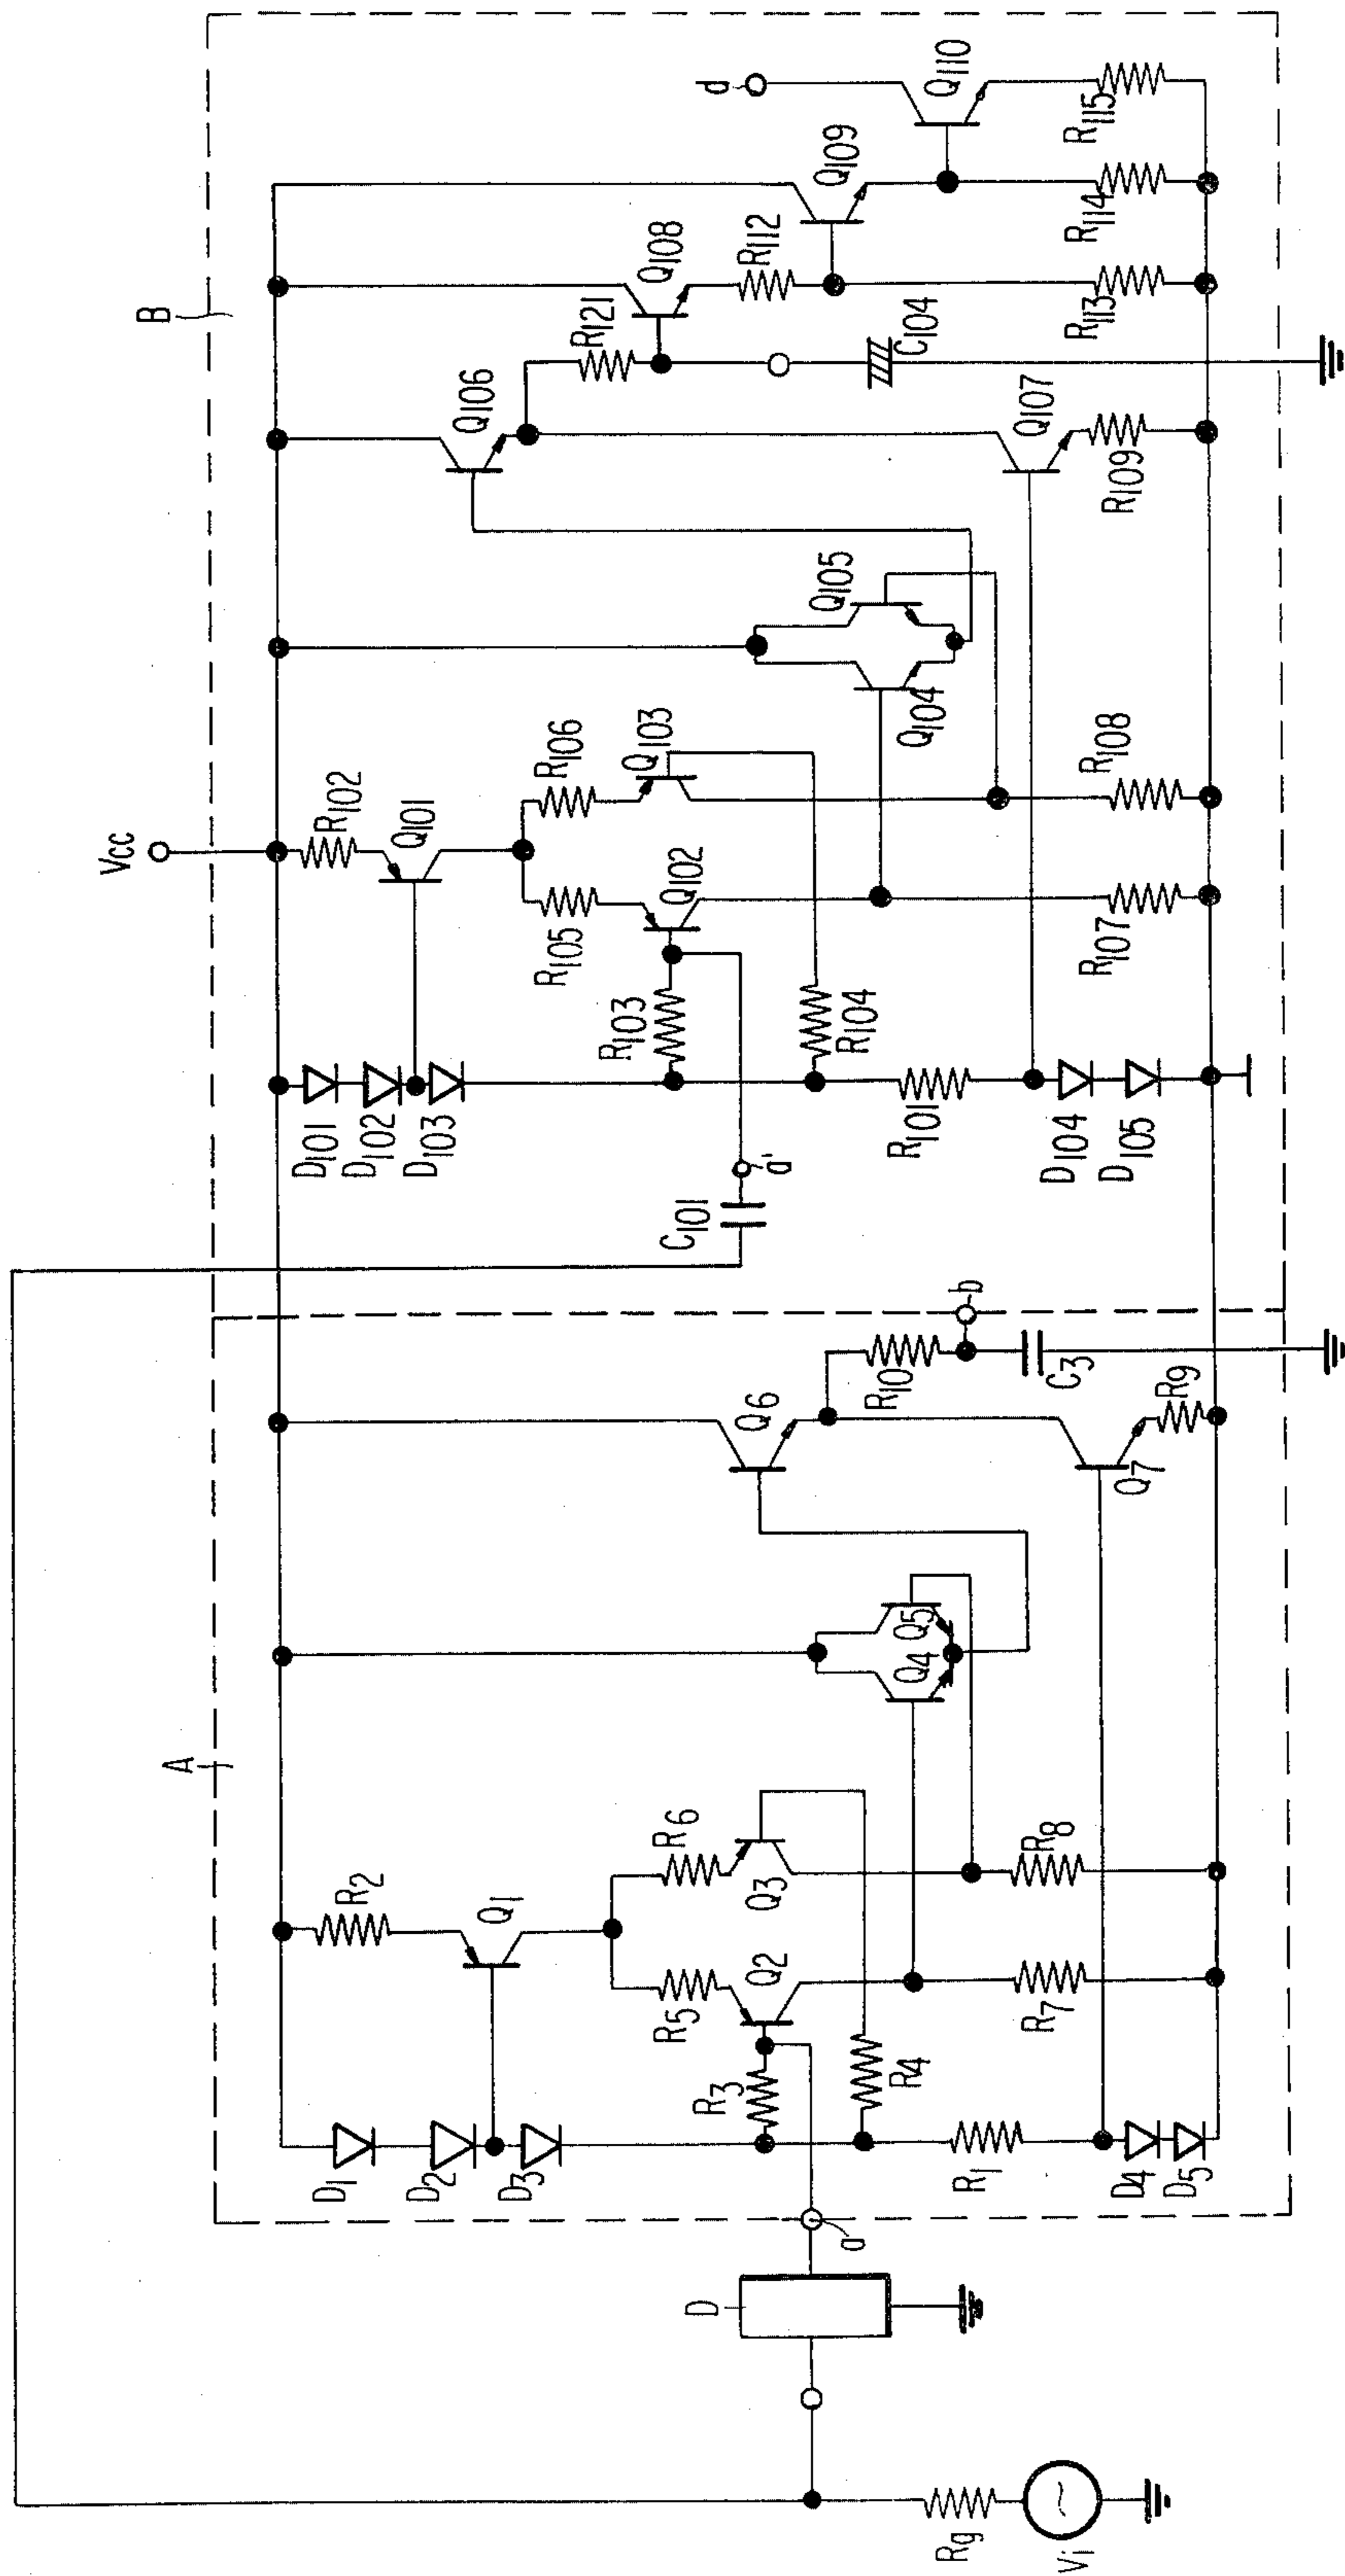 A
B
Vcc
R2
Q1
D1
D2
D3
R5
R6
Q2
Q3
R3
R4
R1
D4
D5
R7
R8
Q4
Q5
Q6
Q7
R9
R10
C3
b
a
D
Rg
Vi
C101
a'
D101
D102
D103
R102
Q101
R105
R106
Q102
Q103
R103
R104
R101
D104
D105
R107
R108
Q104
Q105
Q106
Q107
R109
R121
C104
Q108
R112
Q109
R113
R114
Q110
R115
d